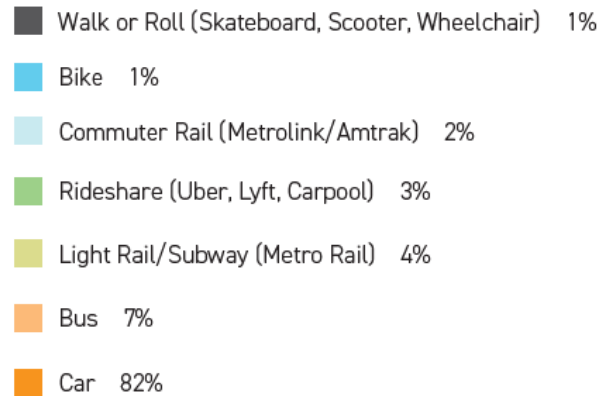 Walk or Roll (Skateboard, Scooter, Wheelchair) 1%
Bike 1%
Commuter Rail (Metrolink/Amtrak) 2%
Rideshare (Uber, Lyft, Carpool) 3%
Light Rail/Subway (Metro Rail) 4%
Bus 7%
Car 82%